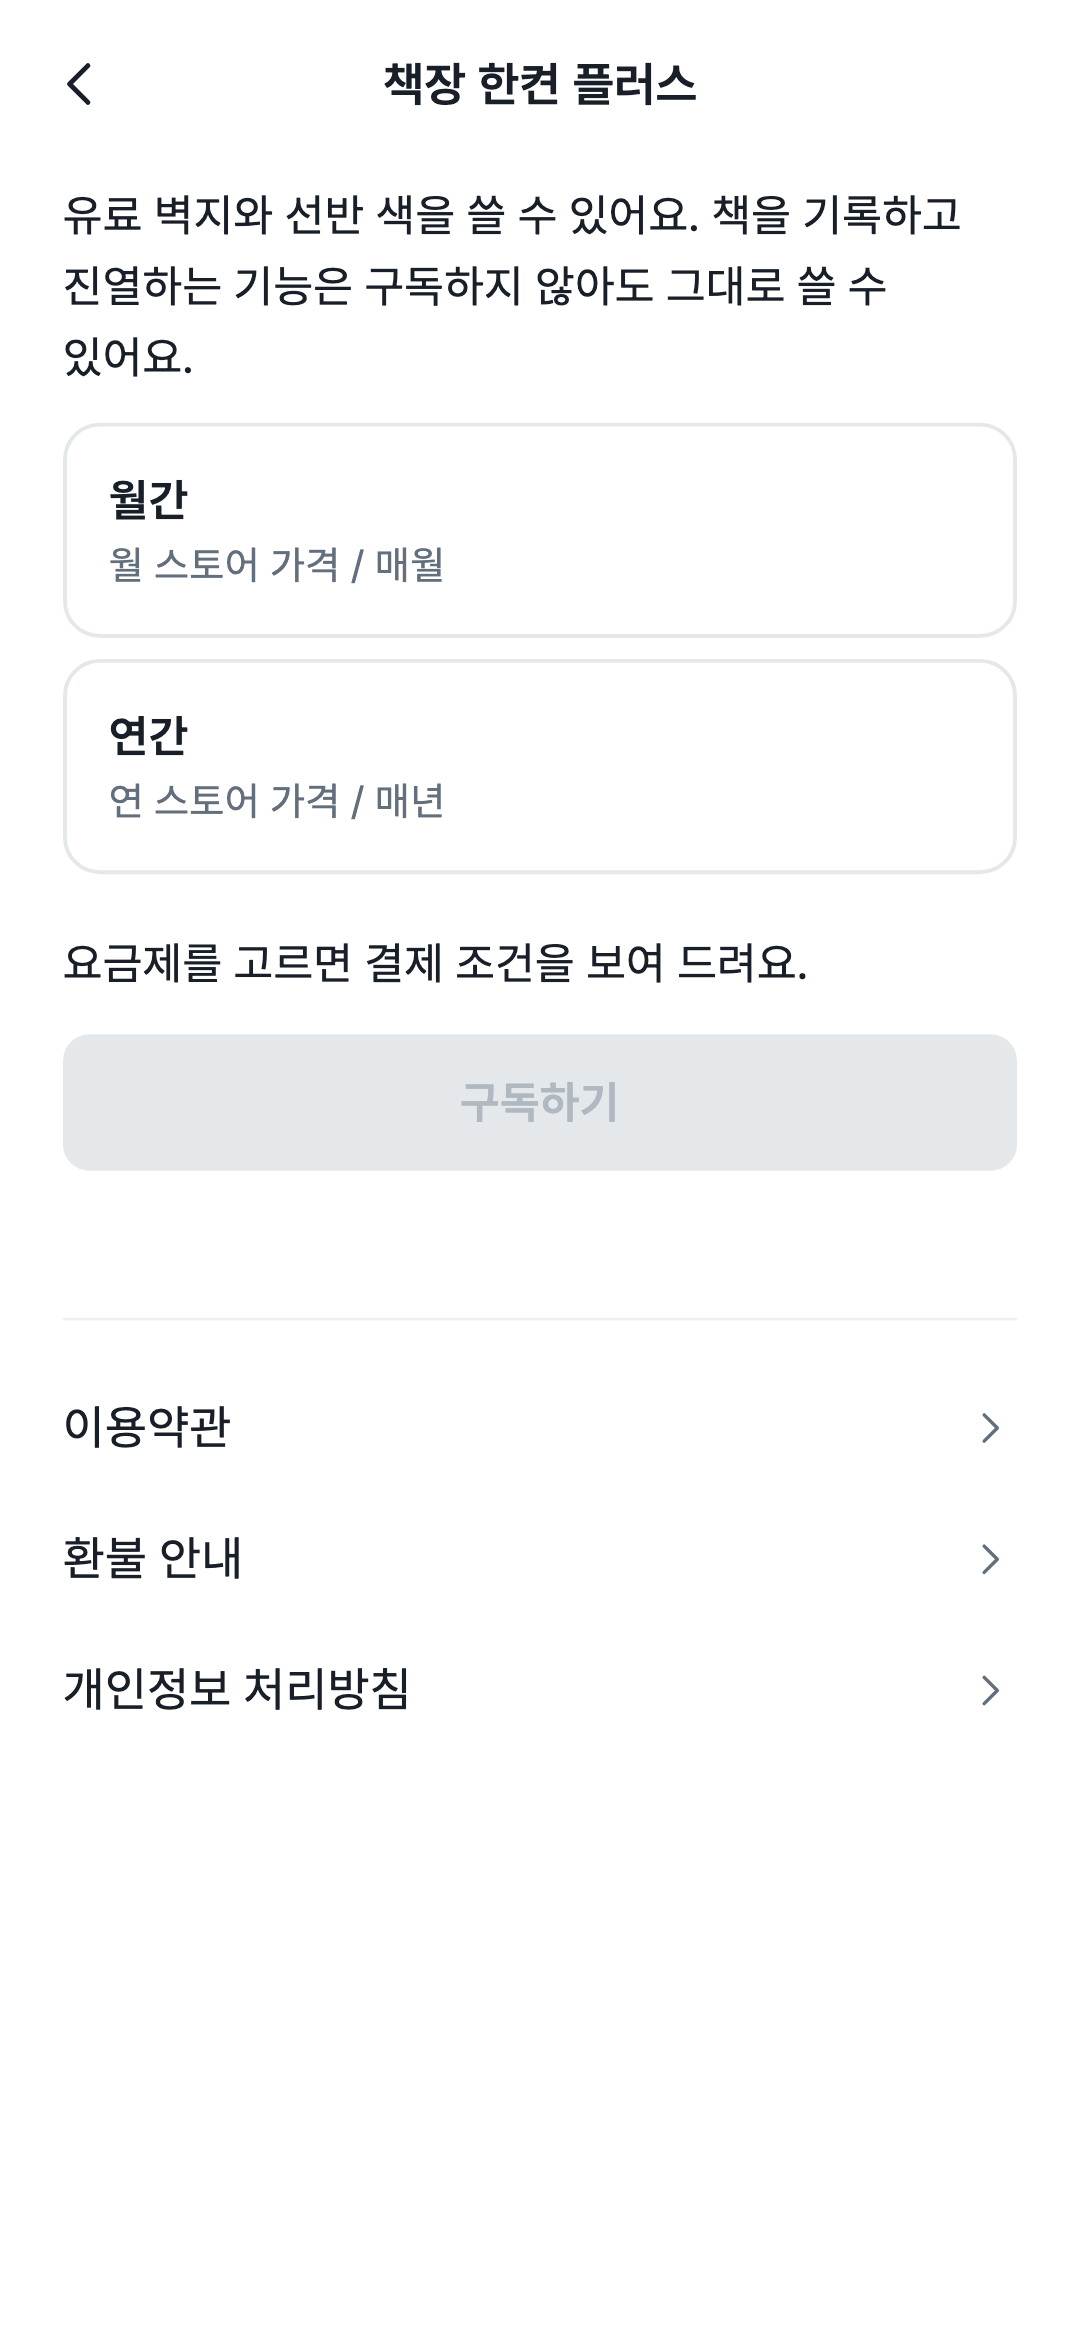 책장 한켠 플러스
유료 벽지와 선반 색을 쓸 수 있어요. 책을 기록하고
진열하는 기능은 구독하지 않아도 그대로 쓸 수
있어요.
월간
월 스토어 가격 / 매월
연간
연 스토어 가격 / 매년
요금제를 고르면 결제 조건을 보여 드려요.
구독하기
이용약관
환불 안내
개인정보 처리방침